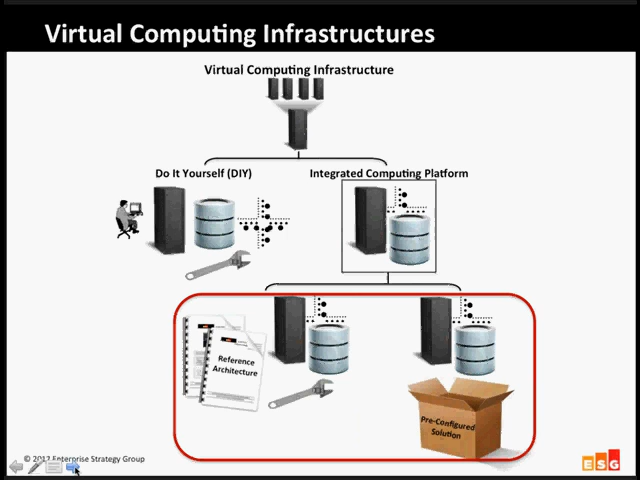 Virtual Computing Infrastructures
Virtual Computing Infrastructure
Do It Yourself (DIY)
Integrated Computing Platform
Reference
Architecture
Pre-Configured
Solution
Enterprise Strategy Group
ESG